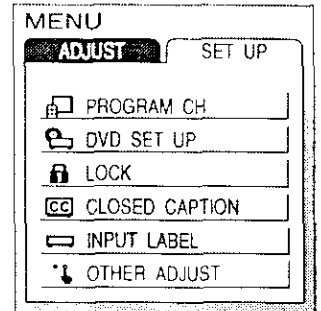 MENU
ADJUST SET UP
PROGRAM CH
DVD SET UP
LOCK
CC CLOSED CAPTION
INPUT LABEL
OTHER ADJUST